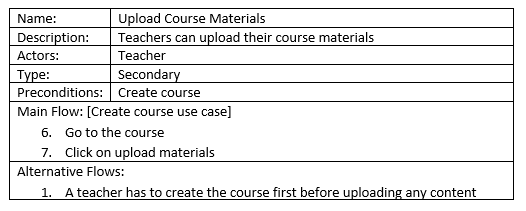 Name: Upload Course Materials
Description: Teachers can upload their course materials
Actors: Teacher
Type: Secondary
Preconditions: Create course
Main Flow: [Create course use case]
6. Go to the course
7. Click on upload materials
Alternative Flows:
1. A teacher has to create the course first before uploading any content